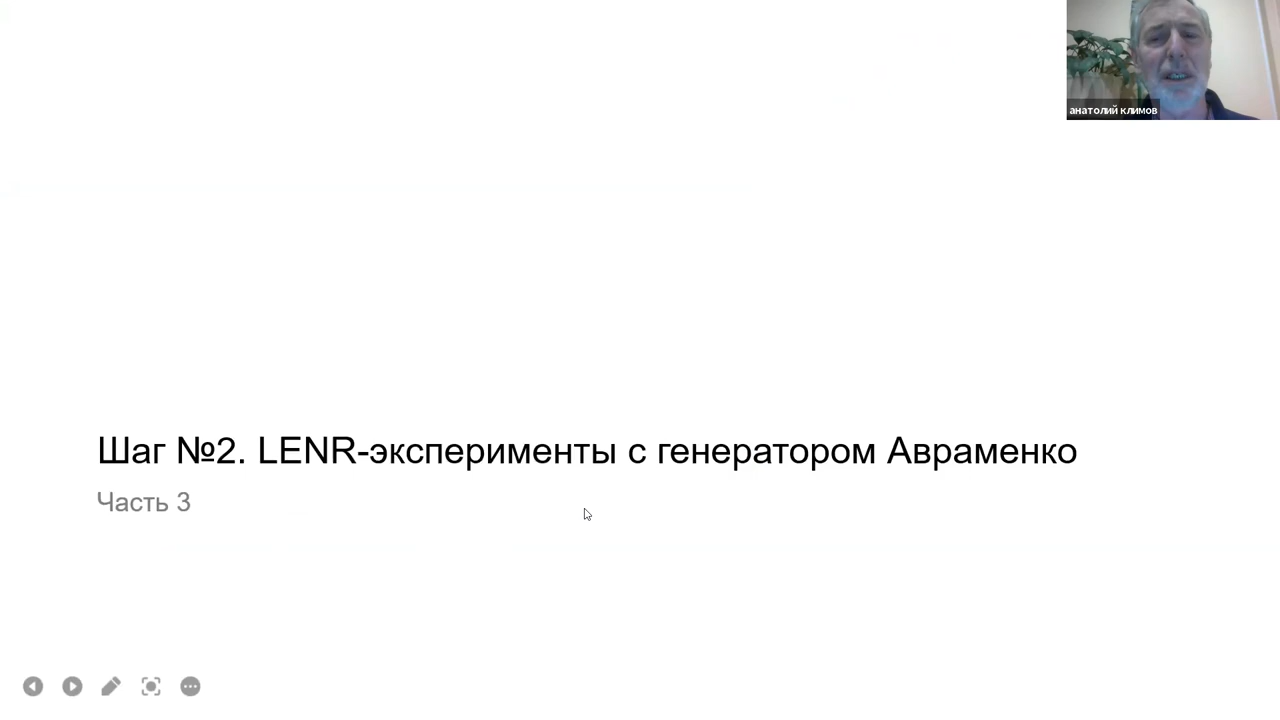 анатолий климов
Шаг №2. LENR-эксперименты с генератором Авраменко
Часть 3